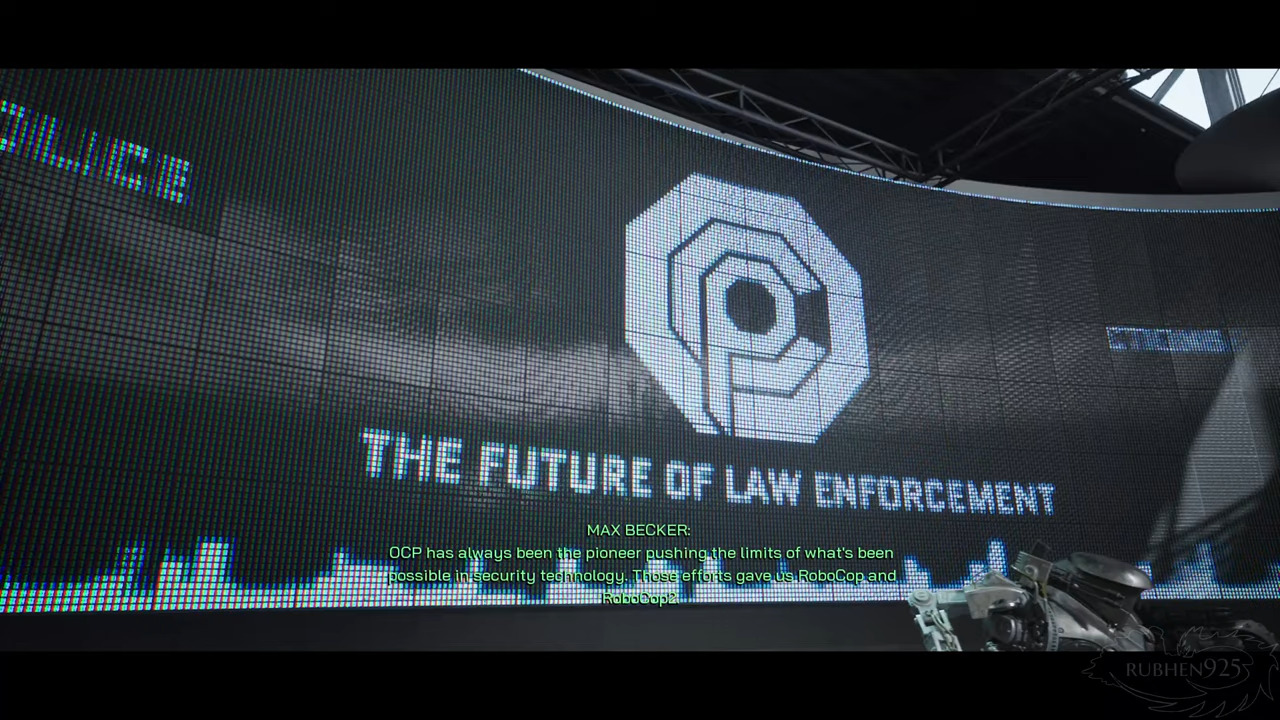 THE FUTURE OF LAW ENFORCEMENT
MAX BECKER:
OCP has always been the pioneer pushing the limits of what's been
possible in security technology. Those efforts gave us RoboCop and
RoboCop2.
RUBHEN925